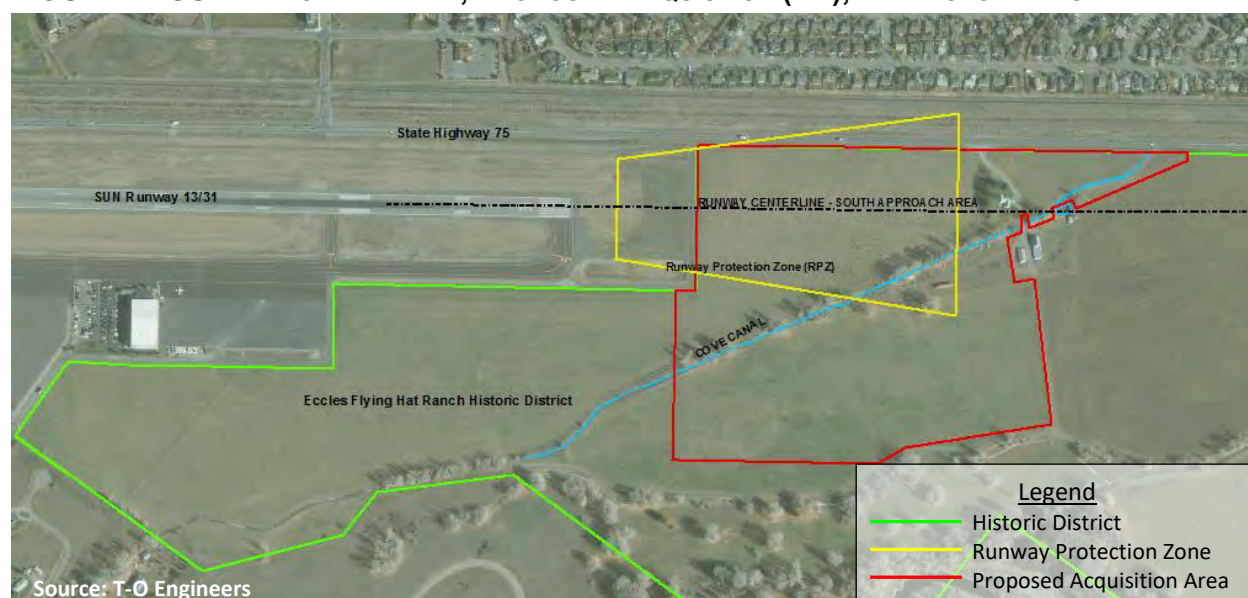 State Highway 75
SUN Runway 13/31
RUNWAY CENTERLINE - SOUTH APPROACH AREA
Runway Protection Zone (RPZ)
COVE CANAL
Eccles Flying Hat Ranch Historic District
Legend
Historic District
Runway Protection Zone
Proposed Acquisition Area
Source: T-O Engineers